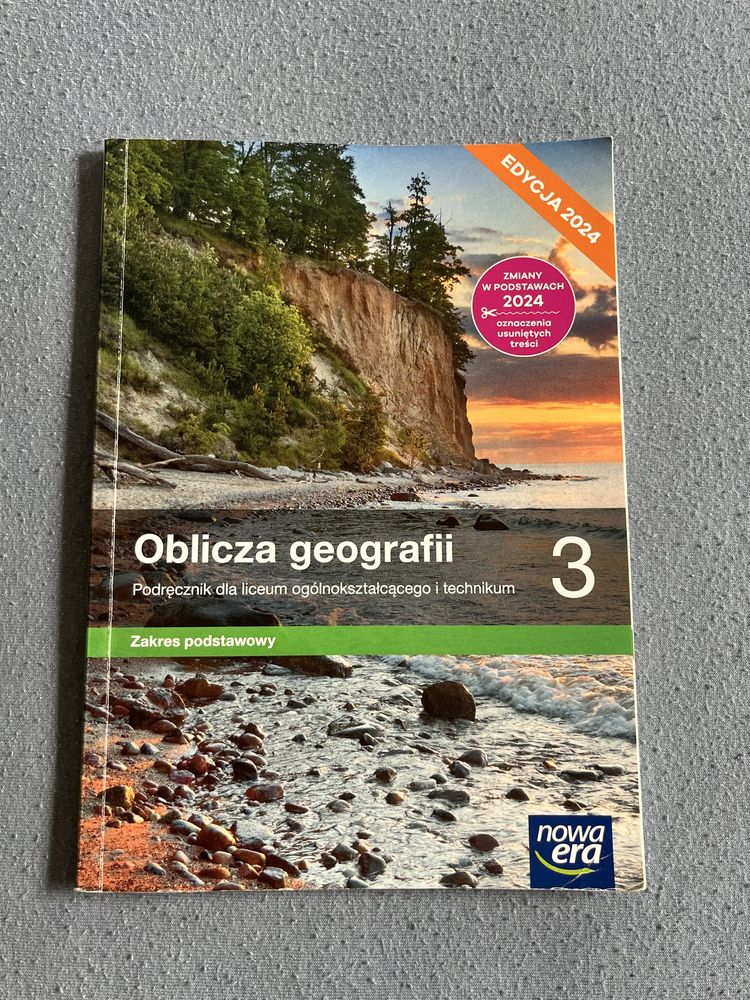 EDYCJA 2024
ZMIANY
W PODSTAWACH
2024
oznaczenia
usuniętych
treści
Oblicza geografii
3
Podręcznik dla liceum ogólnokształcącego i technikum
Zakres podstawowy
nowa
era